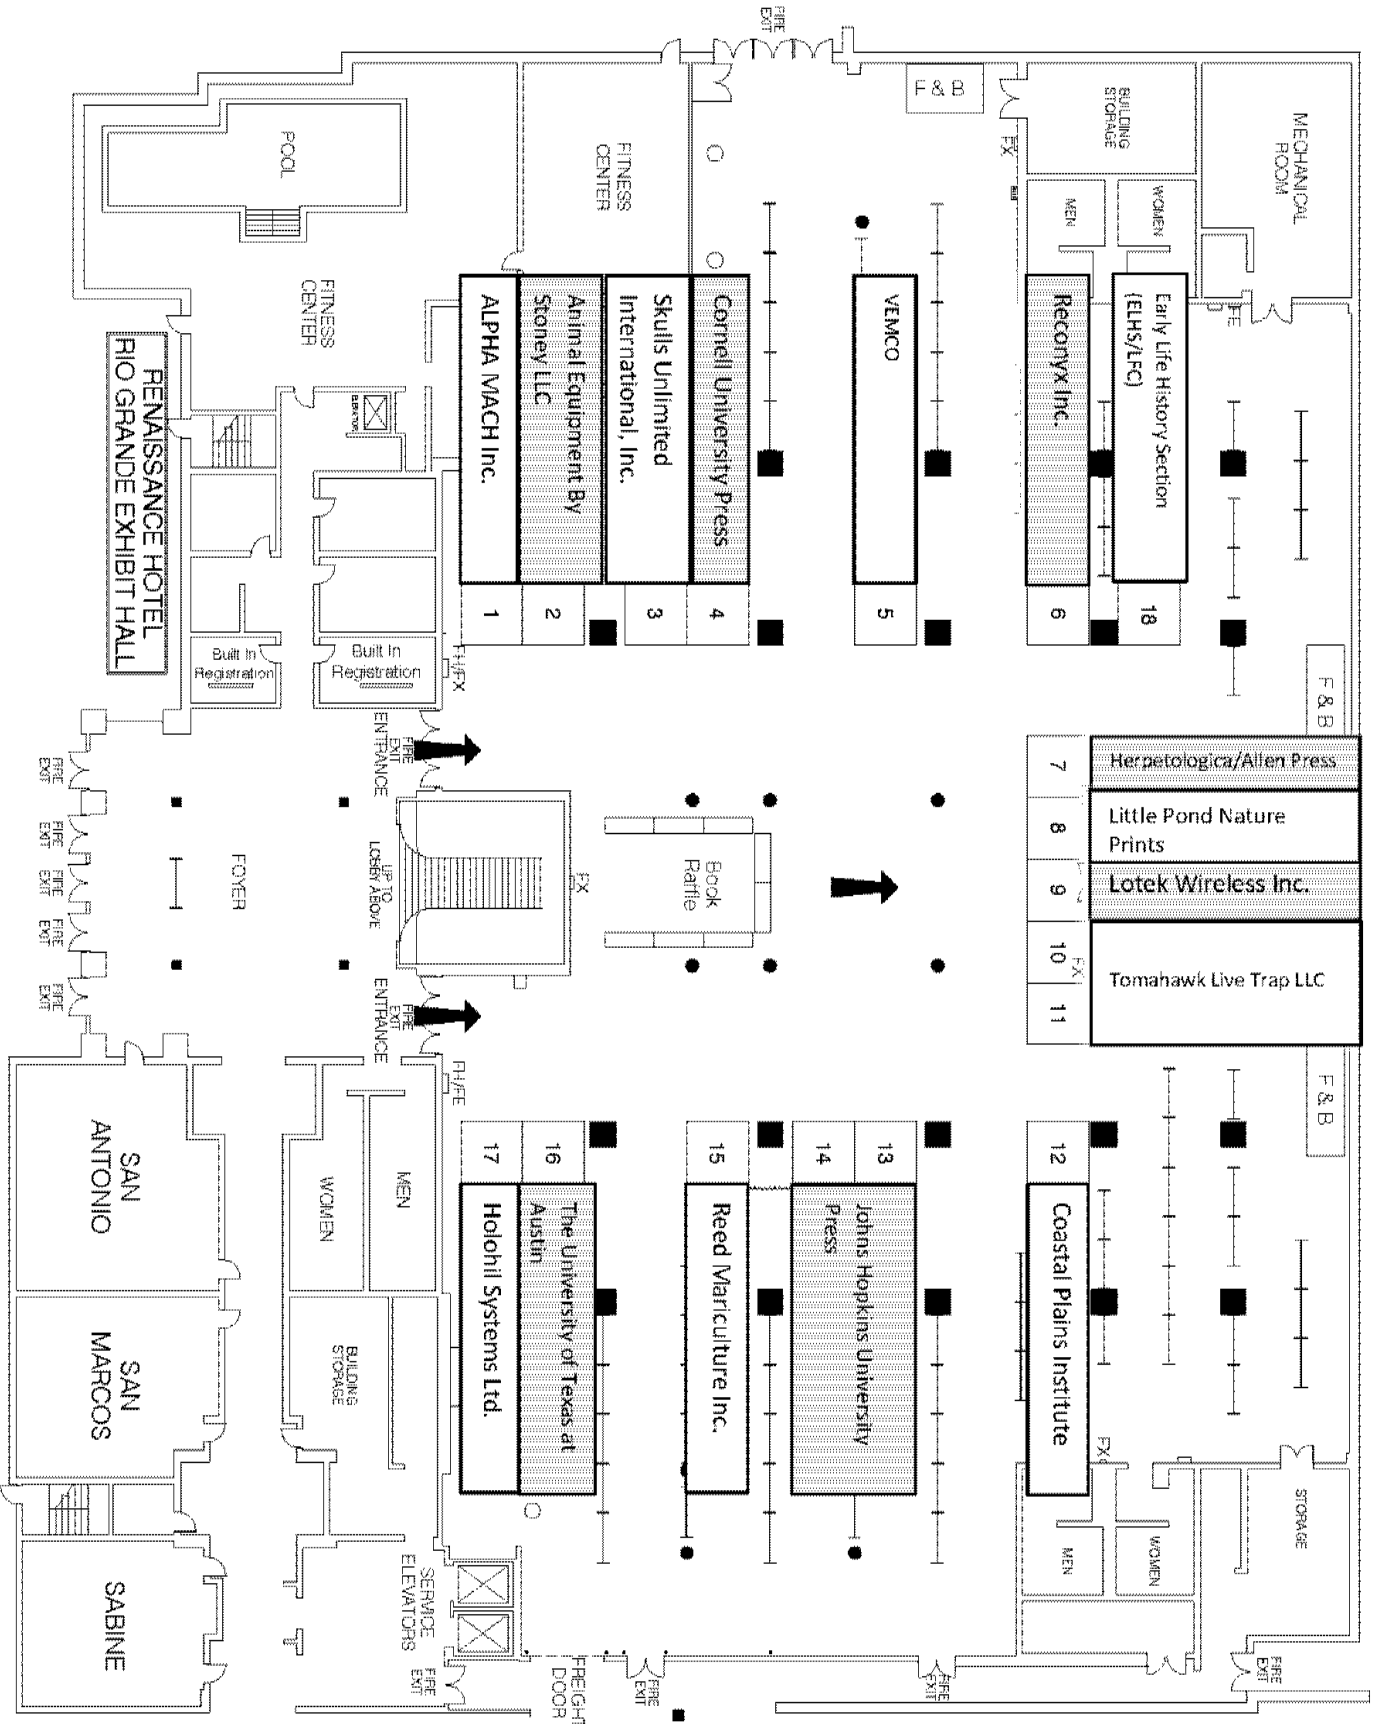 FIRE
EXIT
F & B
BUILDING
STORAGE
MECHANICAL
ROOM
POOL
FITNESS
CENTER
FX
MEN
WOMEN
FITNESS
CENTER
ELEVATOR
FE
RENAISSANCE HOTEL
RIO GRANDE EXHIBIT HALL
ALPHA MACH Inc.
Animal Equipment By
Stoney LLC
Skulls Unlimited
International, Inc.
Cornell University Press
VEMCO
Reconyx Inc.
Early Life History Section
(ELHS/LFC)
1
2
3
4
5
6
18
Built In
Registration
Built In
Registration
FH/FX
F & B
ENTRANCE
FIRE
EXIT
7
Herpetologica/Allen Press
8
Little Pond Nature
Prints
9
Lotek Wireless Inc.
10
FX
11
Tomahawk Live Trap LLC
FIRE
EXIT
FIRE
EXIT
FIRE
EXIT
FIRE
EXIT
FIRE
EXIT
FOYER
UP TO
LOBBY ABOVE
FX
Book
Raffle
ENTRANCE
FIRE
EXIT
FH/FE
F & B
17
16
15
14
13
12
Holohil Systems Ltd.
The University of Texas at
Austin
Reed Mariculture Inc.
Johns Hopkins University
Press
Coastal Plains Institute
SAN
ANTONIO
WOMEN
MEN
SAN
MARCOS
BUILDING
STORAGE
FX
STORAGE
MEN
WOMEN
SABINE
SERVICE
ELEVATORS
FIRE
EXIT
FREIGHT
DOOR
FIRE
EXIT
FIRE
EXIT
FIRE
EXIT